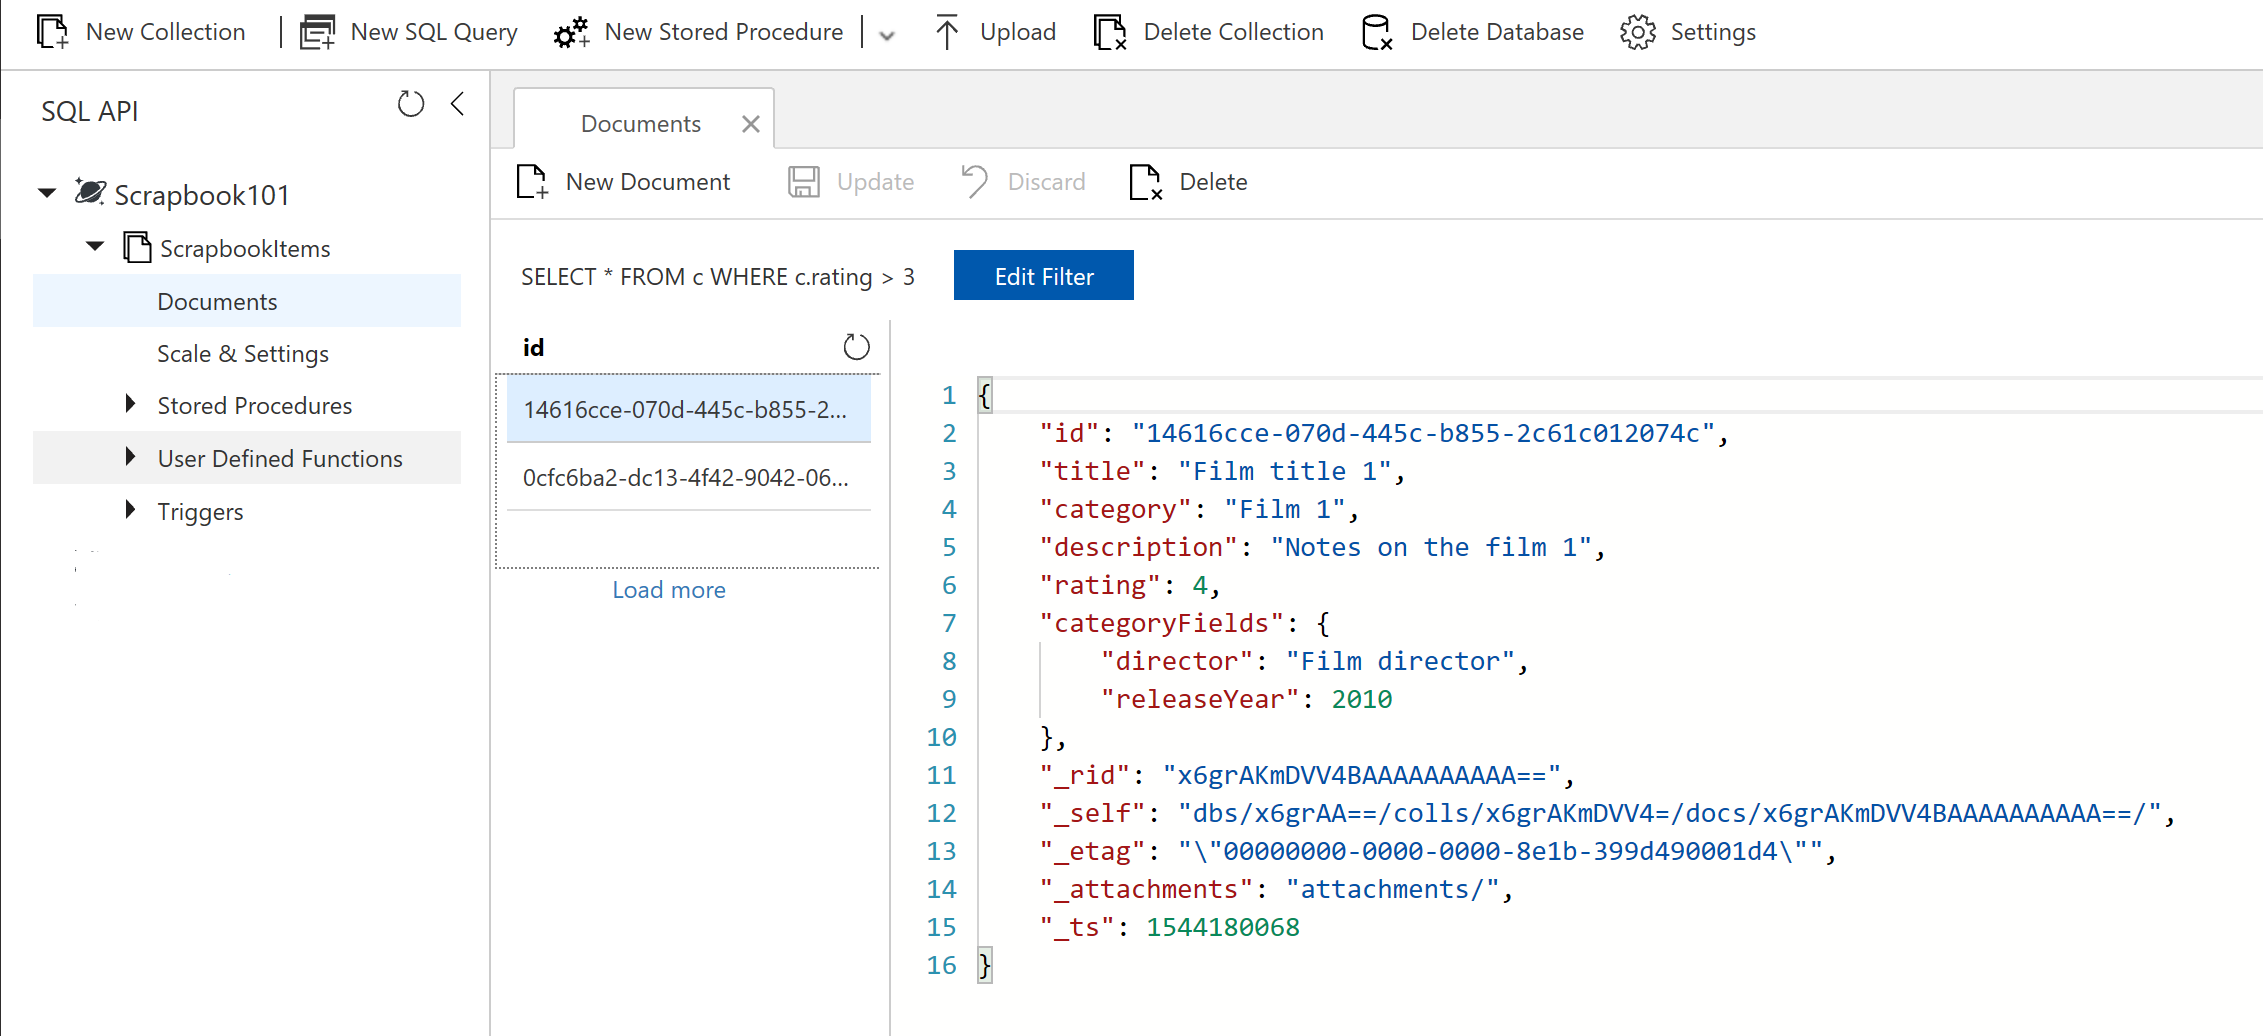 New Collection New SQL Query New Stored Procedure Upload Delete Collection Delete Database Settings
SQL API
Scrapbook101
ScrapbookItems
Documents
Scale & Settings
Stored Procedures
User Defined Functions
Triggers
Documents
New Document Update Discard Delete
SELECT * FROM c WHERE c.rating > 3 Edit Filter
id
14616cce-070d-445c-b855-2...
0cfc6ba2-dc13-4f42-9042-06...
Load more
1 {
2 "id": "14616cce-070d-445c-b855-2c61c012074c",
3 "title": "Film title 1",
4 "category": "Film 1",
5 "description": "Notes on the film 1",
6 "rating": 4,
7 "categoryFields": {
8 "director": "Film director",
9 "releaseYear": 2010
10 },
11 "_rid": "x6grAKmDVV4BAAAAAAAAAA==",
12 "_self": "dbs/x6grAA==/colls/x6grAKmDVV4=/docs/x6grAKmDVV4BAAAAAAAAAA==/",
13 "_etag": "\"00000000-0000-0000-8e1b-399d490001d4\"",
14 "_attachments": "attachments/",
15 "_ts": 1544180068
16 }